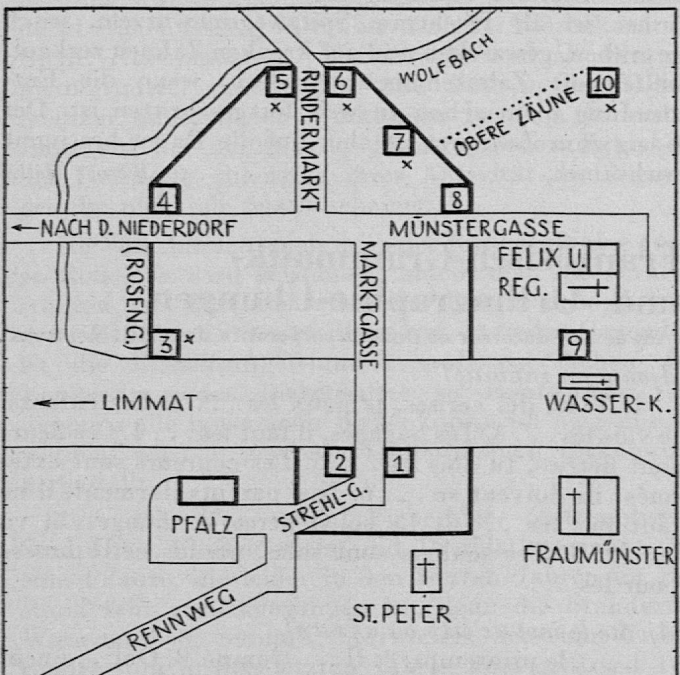 WOLFBACH
5
RINDERMARKT
6
10
x
x
x
7
x
OBERE ZÄUNE
4
8
←NACH D. NIEDERDORF
MÜNSTERGASSE
(ROSENG.)
MARKTGASSE
FELIX U.
REG.
3
x
9
← LIMMAT
WASSER-K.
2
1
PFALZ
STREHL-G.
FRAUMÜNSTER
RENNWEG
ST. PETER